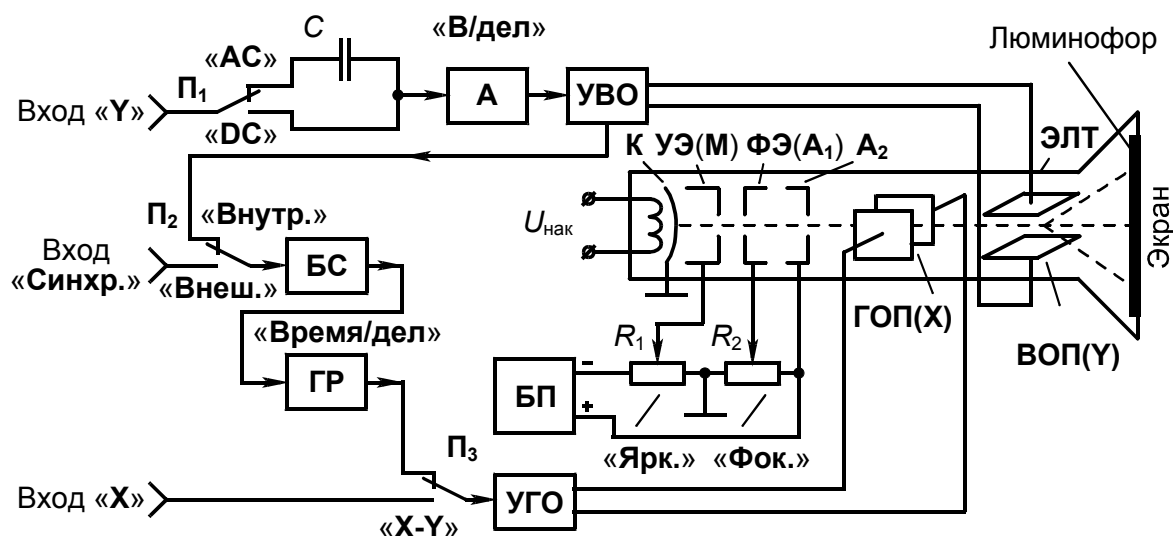 C
«В/дел»
Люминофор
«AC»
П₁
Вход «Y»
А
УВО
«DC»
К УЭ(М) ФЭ(А₁) А₂
ЭЛТ
Экран
П₂
«Внутр.»
Uнак
Вход
«Синхр.»
БС
«Внеш.»
ГОП(X)
ВОП(Y)
«Время/дел»
R₁
R₂
ГР
БП
-
+
П₃
«Ярк.»
«Фок.»
Вход «X»
УГО
«X-Y»